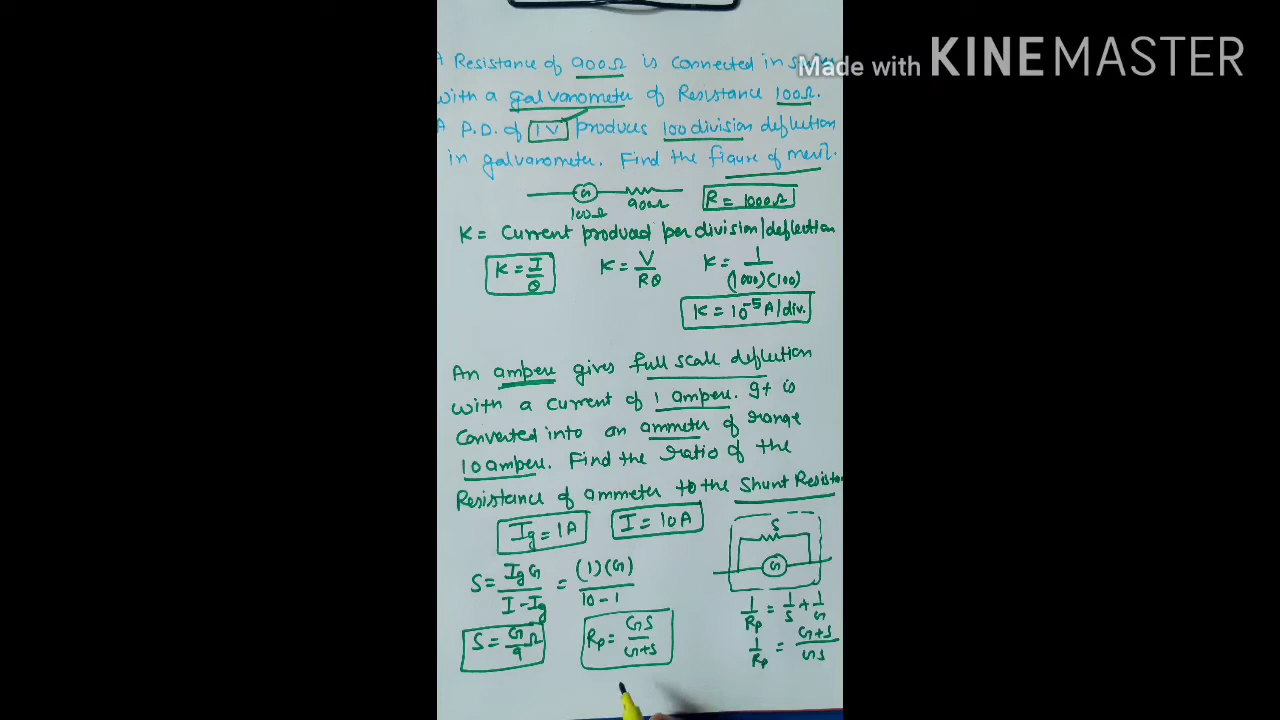 Made with KINEMASTER
A Resistance of 900Ω is connected in series
with a galvanometer of Resistance 100Ω.
A P.D. of 1V produces 100 division deflection
in galvanometer. Find the figure of merit.
G
100Ω 900Ω R = 1000Ω
K = Current produced per division/deflection
K = I/θ K = V/Rθ K = 1/(1000)(100)
K = 10⁻⁵ A/div.
An ampere gives full scale deflection
with a current of 1 ampere. It is
converted into an ammeter of range
10 ampere. Find the ratio of the
Resistance of ammeter to the Shunt Resistan
Ig = 1A I = 10A
S
G
S = IgG/I-Ig = (1)(G)/10-1
1/Rp = 1/S + 1/G
S = G/9 Ω Rp = GS/G+S 1/Rp = G+S/GS